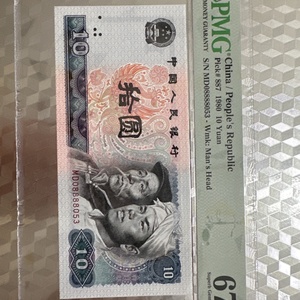 PMG
MONEY GUARANTY
China / People's Republic
Pick# 887 1980 10 Yuan
S/N MD08888053 - Wmk: Man's Head
10
中国人民银行
拾圆
MD08888053
10
10